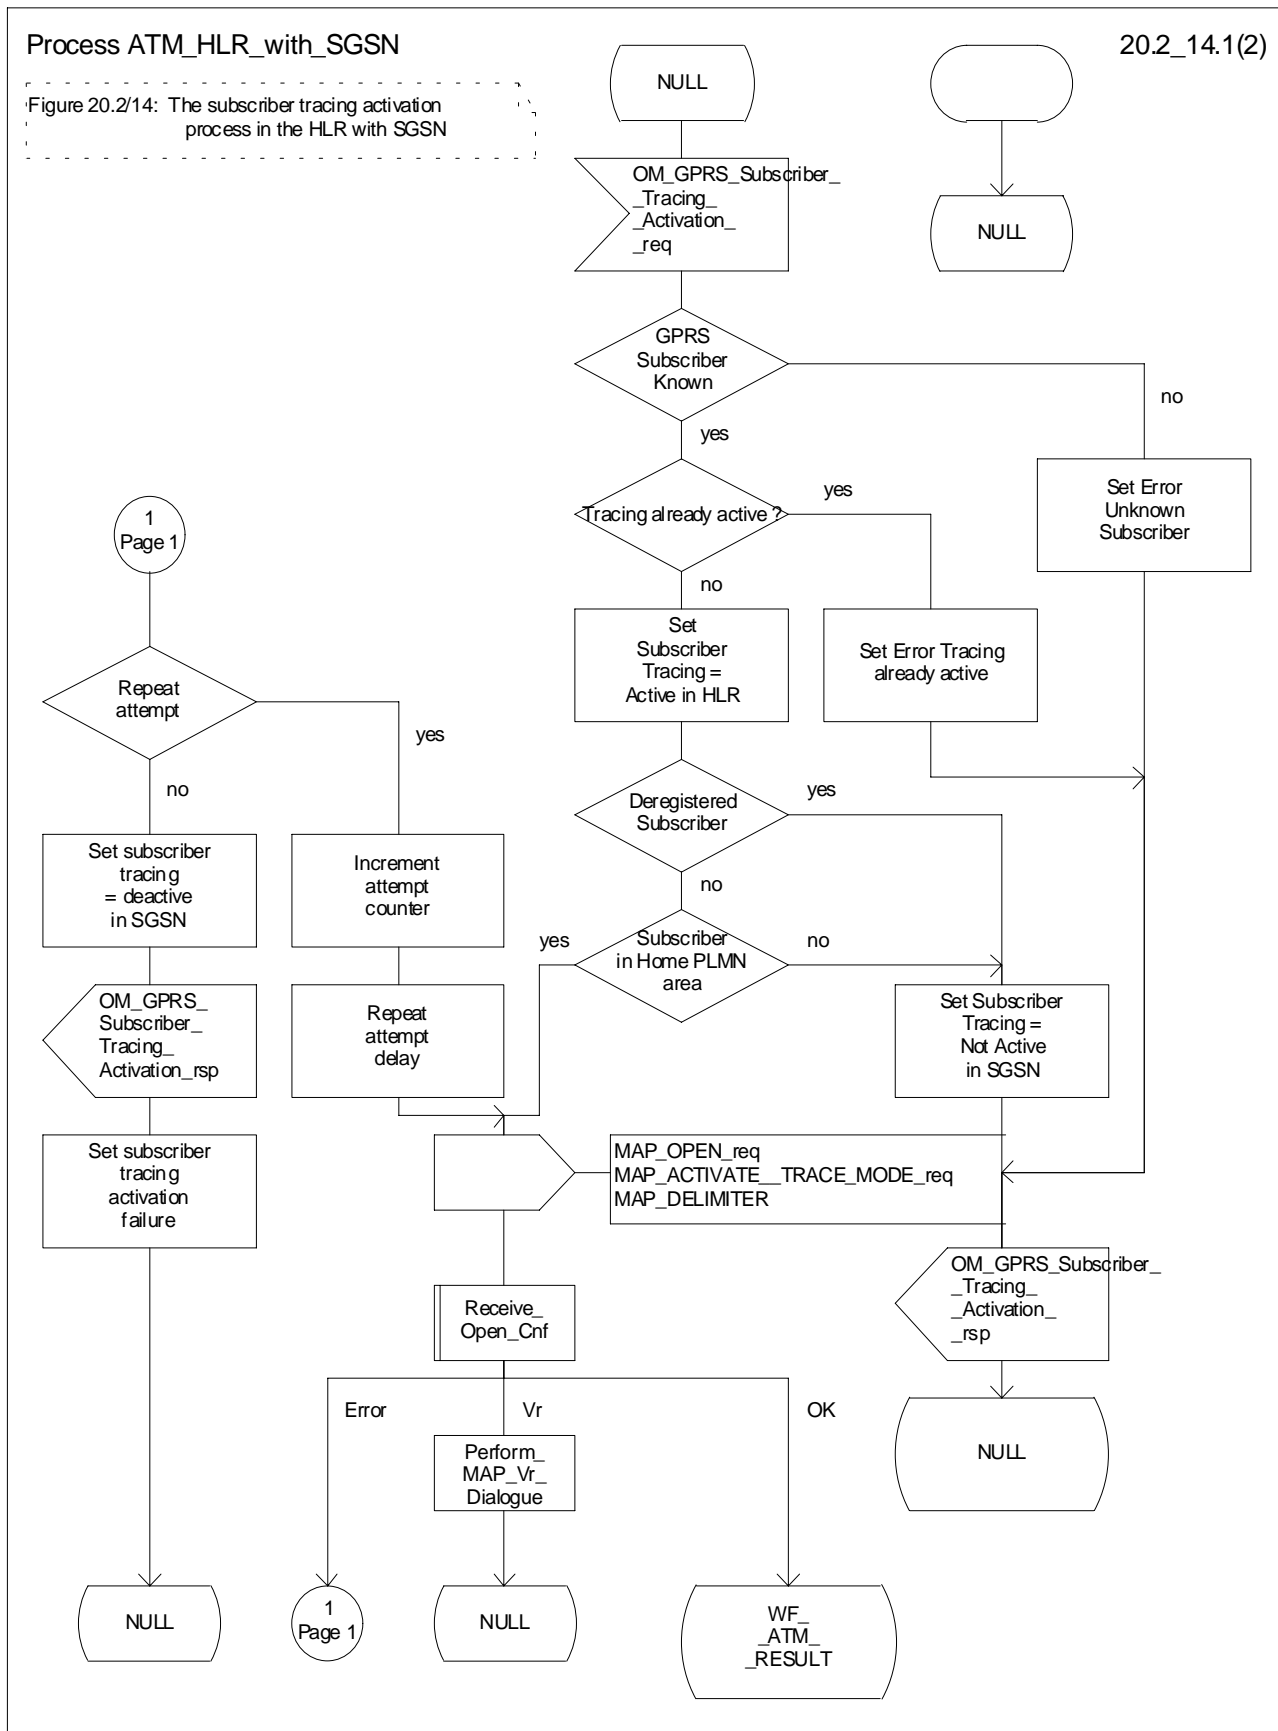 Process ATM_HLR_with_SGSN
20.2_14.1(2)
Figure 20.2/14: The subscriber tracing activation
process in the HLR with SGSN
NULL
OM_GPRS_Subscriber_
_Tracing_
_Activation_
_req
NULL
GPRS
Subscriber
Known
no
yes
Tracing already active ?
yes
no
Set Error
Unknown
Subscriber
1
Page 1
Set
Subscriber
Tracing =
Active in HLR
Set Error Tracing
already active
Repeat
attempt
yes
no
Deregistered
Subscriber
yes
no
Set subscriber
tracing
= deactive
in SGSN
Increment
attempt
counter
yes
Subscriber
in Home PLMN
area
no
OM_GPRS_
Subscriber_
Tracing_
Activation_rsp
Repeat
attempt
delay
Set Subscriber
Tracing =
Not Active
in SGSN
Set subscriber
tracing
activation
failure
MAP_OPEN_req
MAP_ACTIVATE__TRACE_MODE_req
MAP_DELIMITER
OM_GPRS_Subscriber_
_Tracing_
_Activation_
_rsp
Receive_
Open_Cnf
Error
Vr
OK
NULL
Perform_
MAP_Vr_
Dialogue
NULL
1
Page 1
NULL
WF_
_ATM_
_RESULT